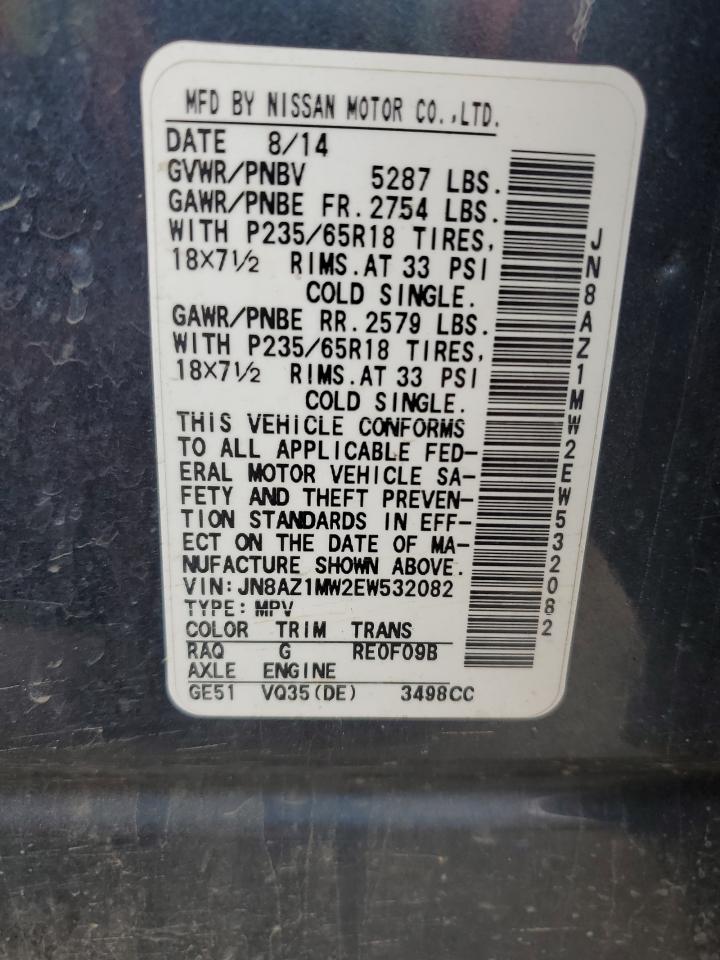 MFD BY NISSAN MOTOR CO.,LTD.
DATE 8/14
GVWR/PNBV 5287 LBS.
GAWR/PNBE FR. 2754 LBS.
WITH P235/65R18 TIRES,
18X7½ RIMS.AT 33 PSI
COLD SINGLE.
GAWR/PNBE RR. 2579 LBS.
WITH P235/65R18 TIRES,
18X7½ RIMS.AT 33 PSI
COLD SINGLE.
THIS VEHICLE CONFORMS
TO ALL APPLICABLE FED-
ERAL MOTOR VEHICLE SA-
FETY AND THEFT PREVEN-
TION STANDARDS IN EFF-
ECT ON THE DATE OF MA-
NUFACTURE SHOWN ABOVE.
VIN: JN8AZ1MW2EW532082
TYPE: MPV
COLOR TRIM TRANS
RAQ G RE0F09B
AXLE ENGINE
GE51 VQ35(DE) 3498CC
JN8AZ1MW2EW532082